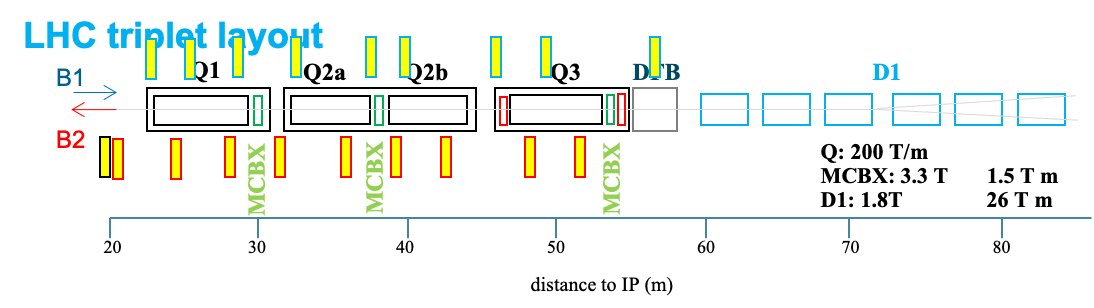 LHC triplet layout
B1
Q1
Q2a
Q2b
Q3
DFB
D1
B2
MCBX
MCBX
MCBX
Q: 200 T/m
MCBX: 3.3 T 1.5 T m
D1: 1.8T 26 T m
20 30 40 50 60 70 80
distance to IP (m)